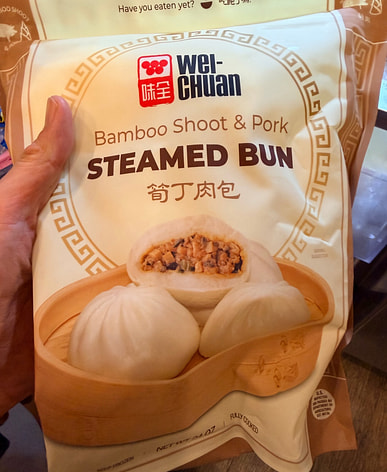 Have you eaten yet?
味全
WEI-
CHUAN
Bamboo Shoot & Pork
STEAMED BUN
筍丁肉包
FULLY COOKED